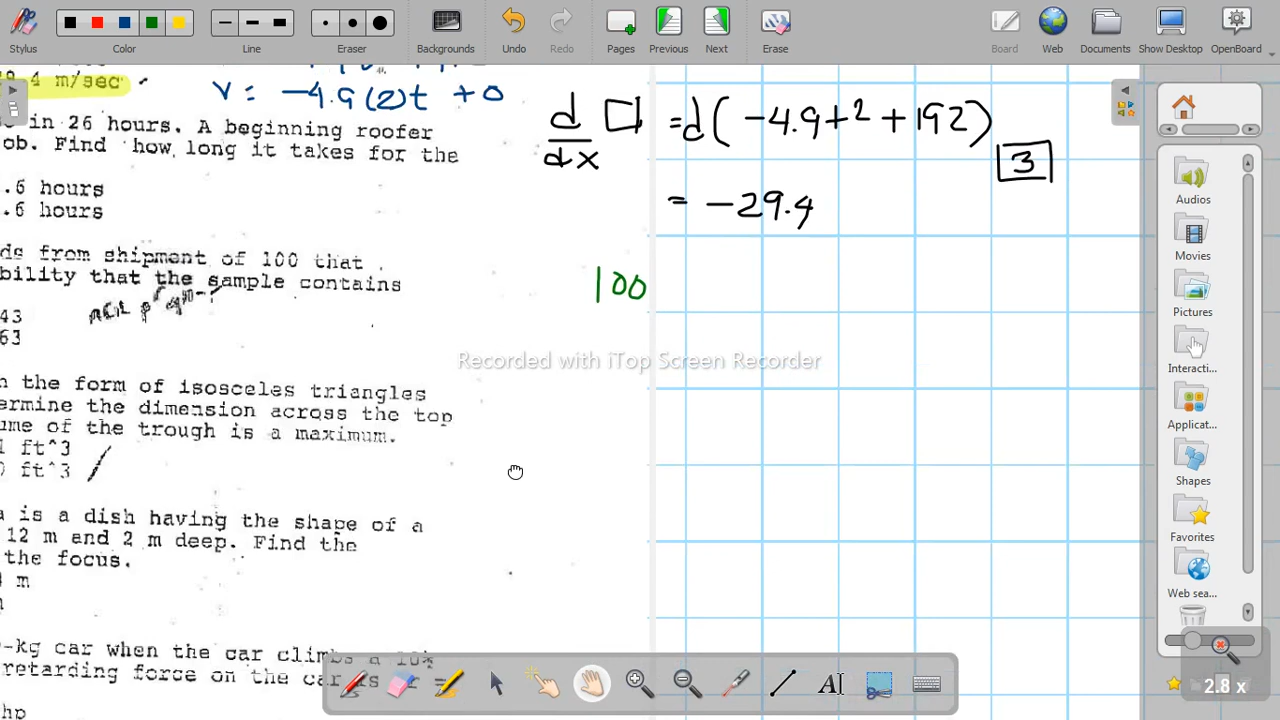 Stylus
Color
Line
Eraser
Backgrounds
Undo
Redo
Pages
Previous
Next
Erase
Board
Web
Documents
Show Desktop
OpenBoard
.4 m/sec
v = -4.9(2)t +0
in 26 hours. A beginning roofer
ob. Find how long it takes for the
.6 hours
.6 hours
ds from shipment of 100 that
bility that the sample contains
43
63
n the form of isosceles triangles
ermine the dimension across the top
ume of the trough is a maximum.
ft^3
0 ft^3
a is a dish having the shape of a
12 m and 2 m deep. Find the
the focus.
m
-kg car when the car climbs a 10%
retarding force on the car
hp
d/dx □ = d(-4.9t² + 192)
3
= -29.4
100
Recorded with iTop Screen Recorder
Audios
Movies
Pictures
Interacti...
Applicat...
Shapes
Favorites
Web sea...
2.8 x